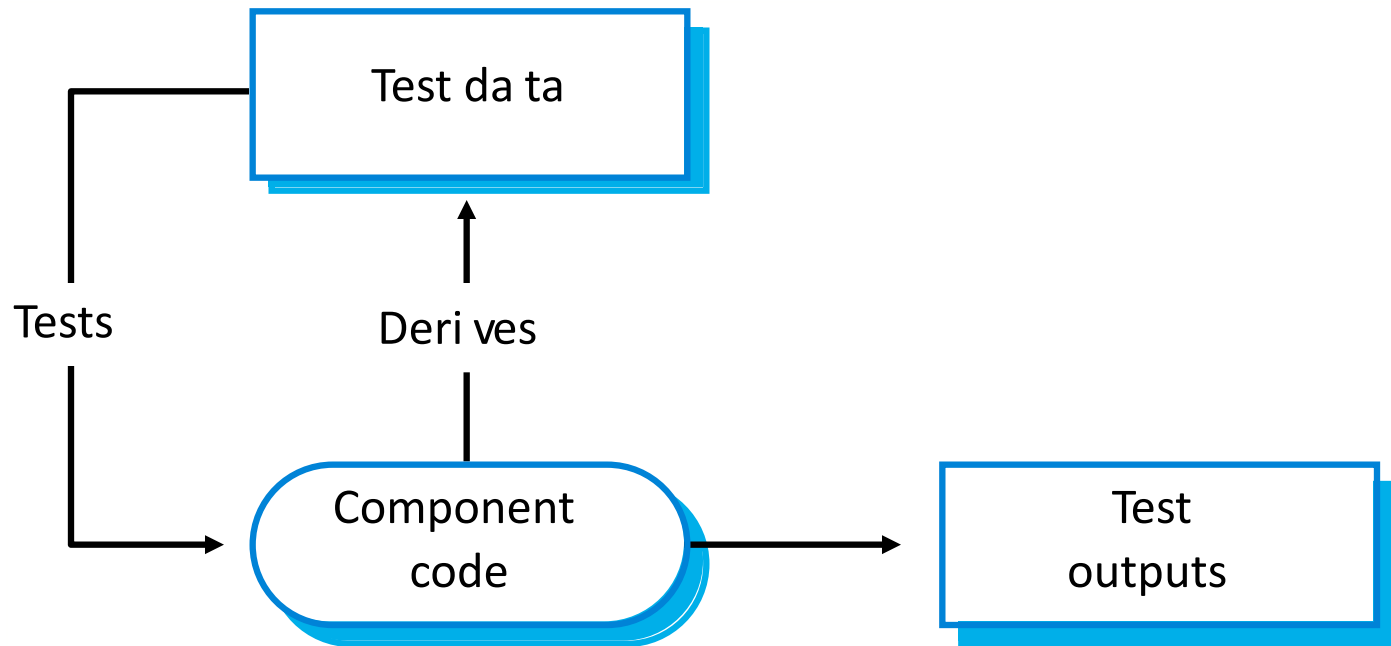 Test da ta
Tests
Deri ves
Component
code
Test
outputs